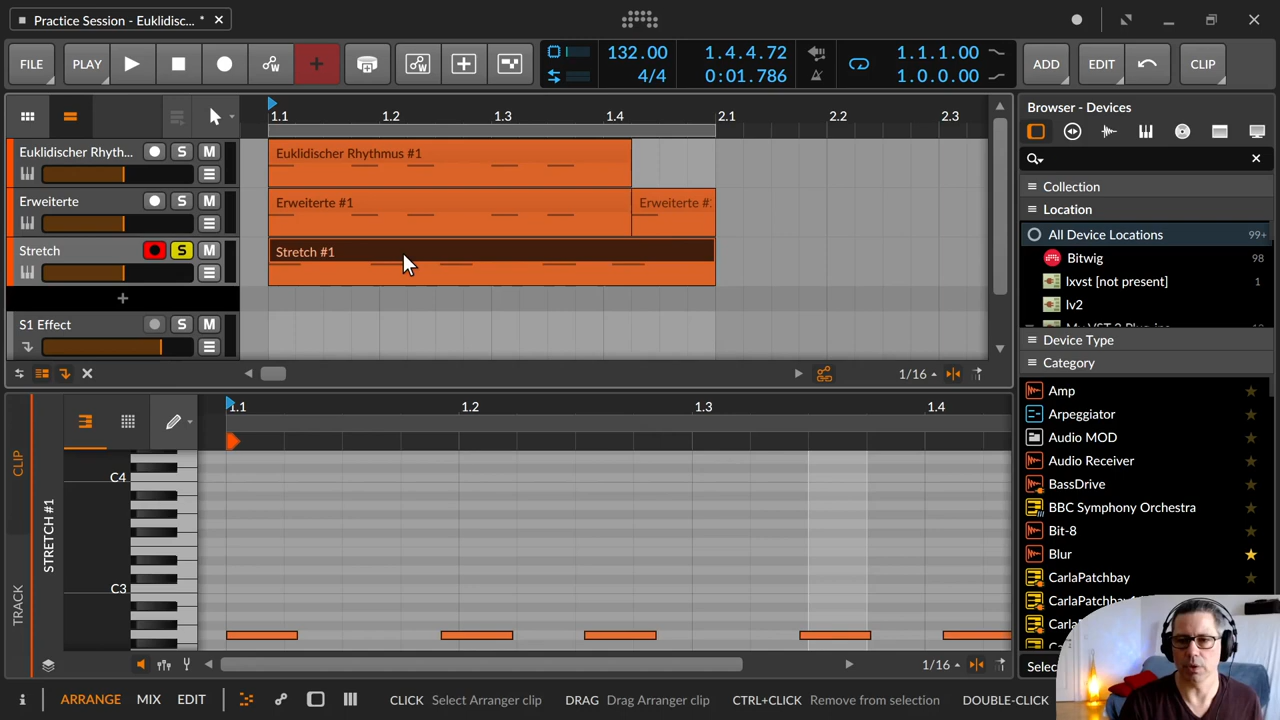 Practice Session - Euklidisc... *
FILE
PLAY
132.00
4/4
1.4.4.72
0:01.786
1.1.1.00
1.0.0.00
ADD
EDIT
CLIP
1.1
1.2
1.3
1.4
2.1
2.2
2.3
Euklidischer Rhyth...
S
M
Euklidischer Rhythmus #1
Erweiterte
S
M
Erweiterte #1
Erweiterte #
Stretch
S
M
Stretch #1
S1 Effect
S
M
1/16
Browser - Devices
Collection
Location
All Device Locations
99+
Bitwig
98
lxvst [not present]
1
lv2
My VST 3 Plug-ins
Device Type
Category
Amp
Arpeggiator
Audio MOD
Audio Receiver
BassDrive
BBC Symphony Orchestra
Bit-8
Blur
CarlaPatchbay
CarlaPatchbay
Carla
1.1
1.2
1.3
1.4
CLIP
TRACK
STRETCH #1
C4
C3
1/16
ARRANGE
MIX
EDIT
CLICK
Select Arranger clip
DRAG
Drag Arranger clip
CTRL+CLICK
Remove from selection
DOUBLE-CLICK